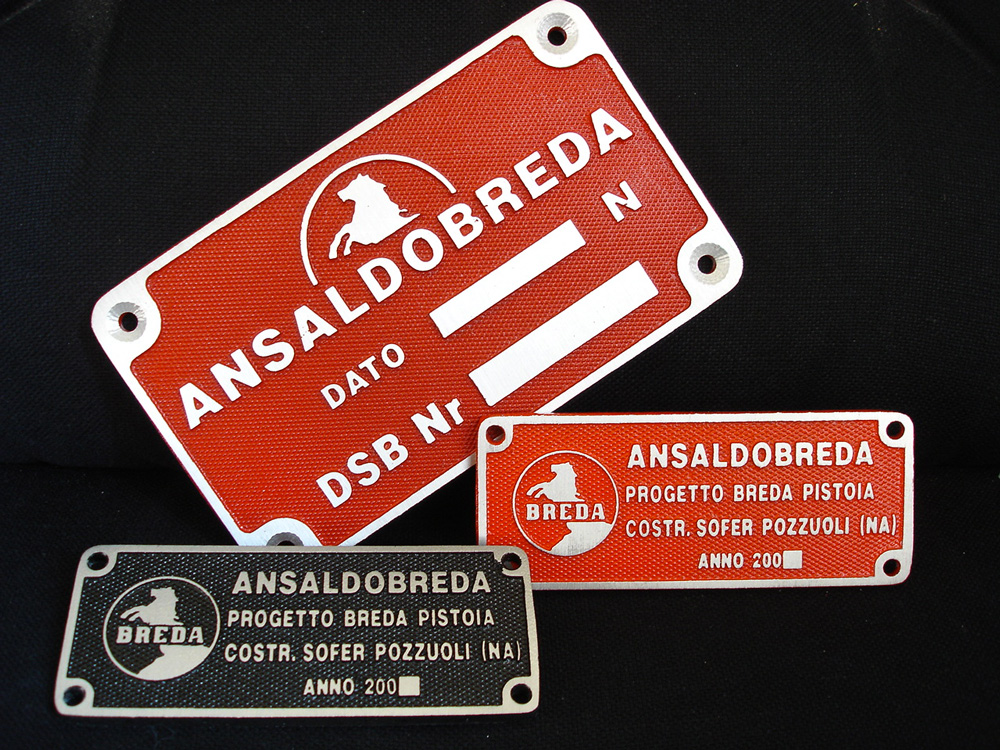 ANSALDOBREDA
DATO N
DSB Nr
BREDA
ANSALDOBREDA
PROGETTO BREDA PISTOIA
COSTR. SOFER POZZUOLI (NA)
ANNO 200
BREDA
ANSALDOBREDA
PROGETTO BREDA PISTOIA
COSTR. SOFER POZZUOLI (NA)
ANNO 200